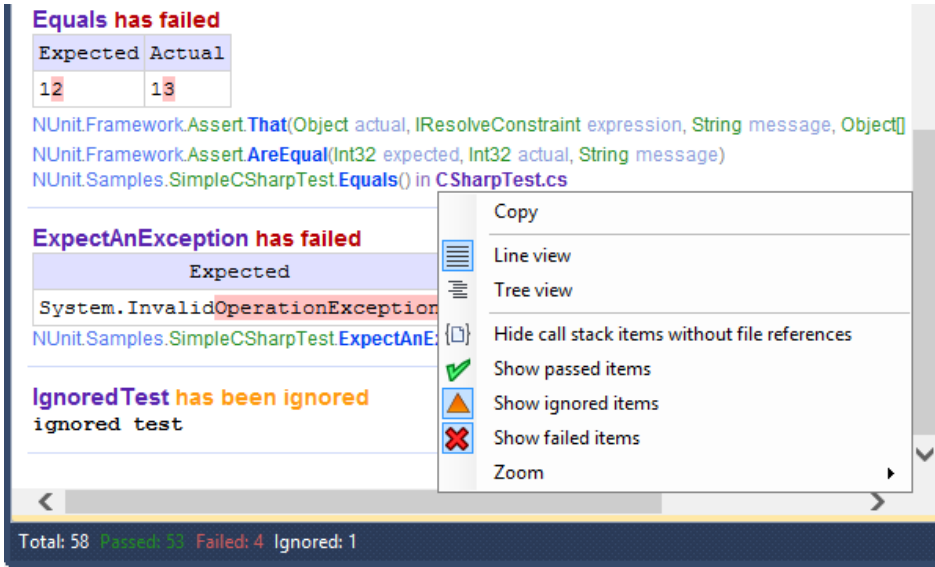 Equals has failed
Expected Actual
12 13
NUnit.Framework.Assert.That(Object actual, IResolveConstraint expression, String message, Object[]
NUnit.Framework.Assert.AreEqual(Int32 expected, Int32 actual, String message)
NUnit.Samples.SimpleCSharpTest.Equals() in CSharpTest.cs
Copy
Line view
Tree view
Hide call stack items without file references
Show passed items
Show ignored items
Show failed items
Zoom
ExpectAnException has failed
Expected
System.InvalidOperationException
NUnit.Samples.SimpleCSharpTest.ExpectAnE
IgnoredTest has been ignored
ignored test
Total: 58 Passed: 53 Failed: 4 Ignored: 1